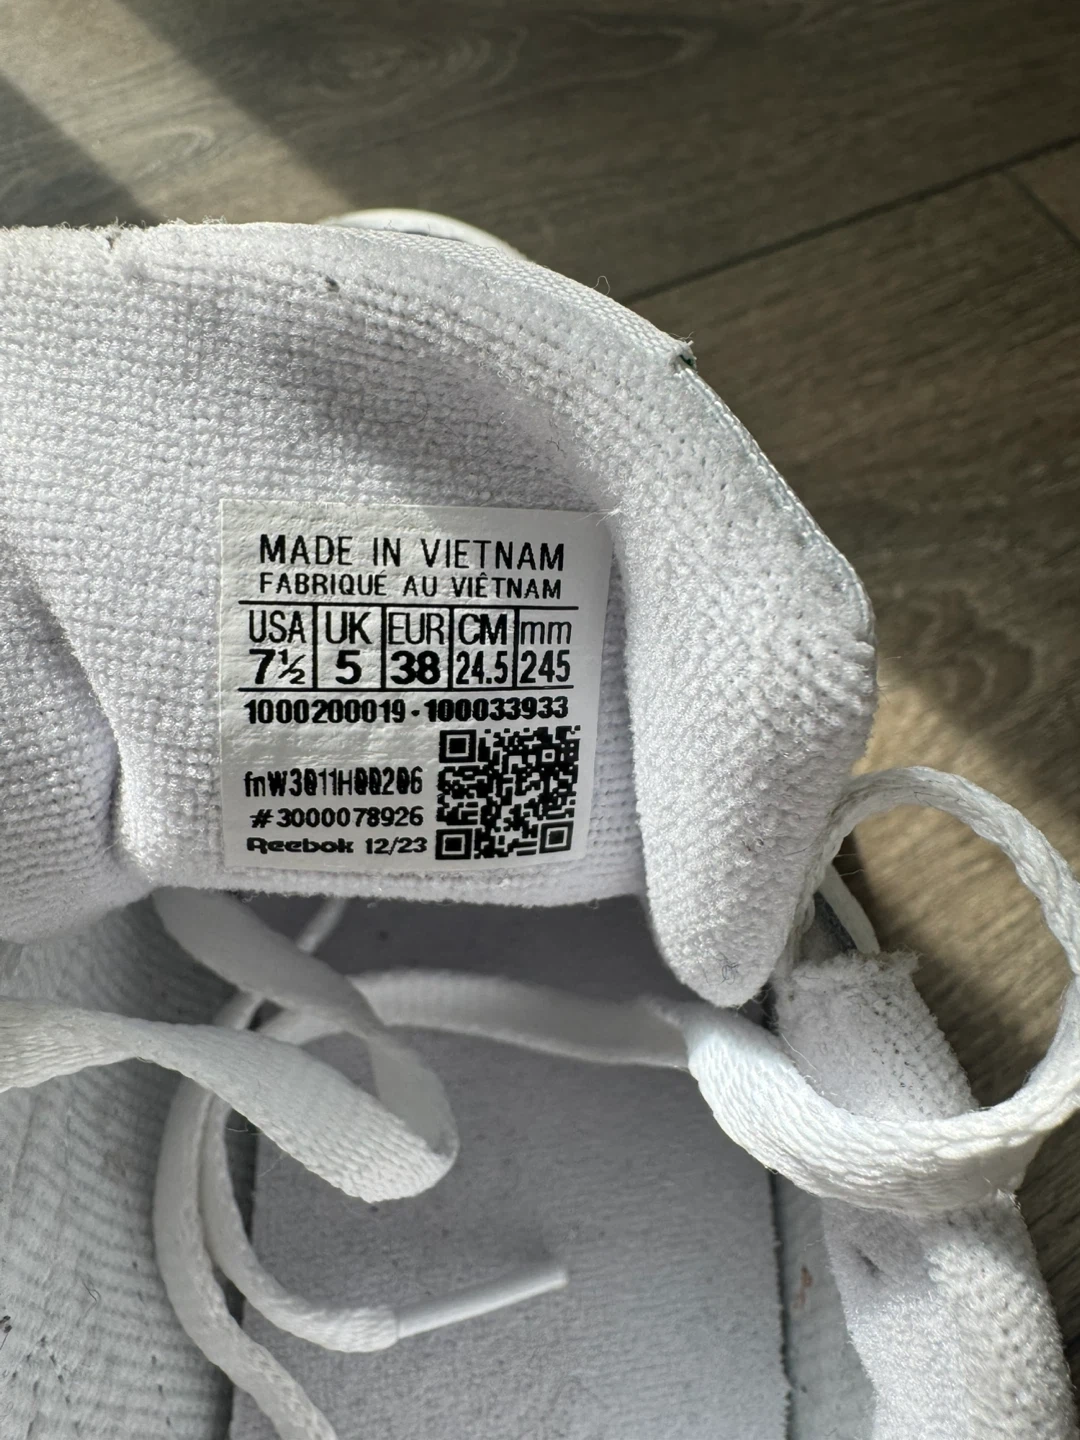 MADE IN VIETNAM
FABRIQUÉ AU VIÊTNAM
USA UK EUR CM mm
7½ 5 38 24.5 245
1000200019-100033933
#3000078926
Reebok 12/23